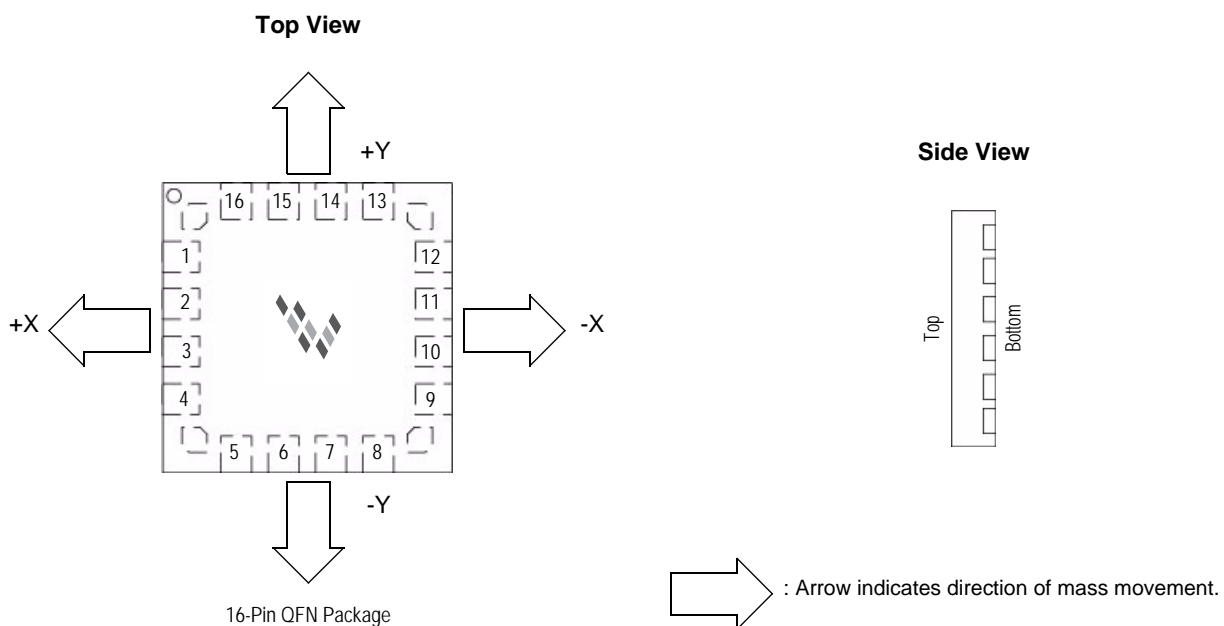 Top View
+Y
16 15 14 13
1
2
3
4
12
11
10
9
5 6 7 8
+X
-X
-Y
16-Pin QFN Package
Side View
Top
Bottom
: Arrow indicates direction of mass movement.